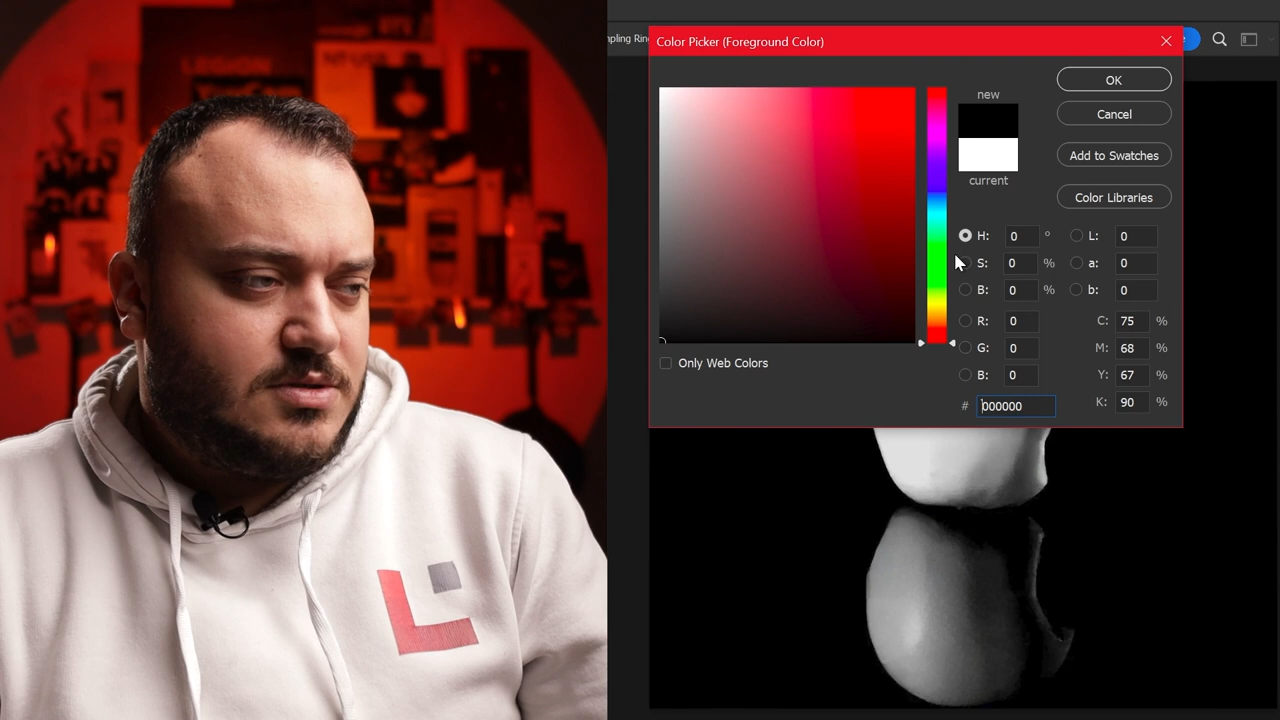 mpling Rin
Color Picker (Foreground Color)
OK
new
Cancel
Add to Swatches
current
Color Libraries
H: 0 °
L: 0
S: 0 %
a: 0
B: 0 %
b: 0
R: 0
C: 75 %
G: 0
M: 68 %
B: 0
Y: 67 %
Only Web Colors
# 000000
K: 90 %